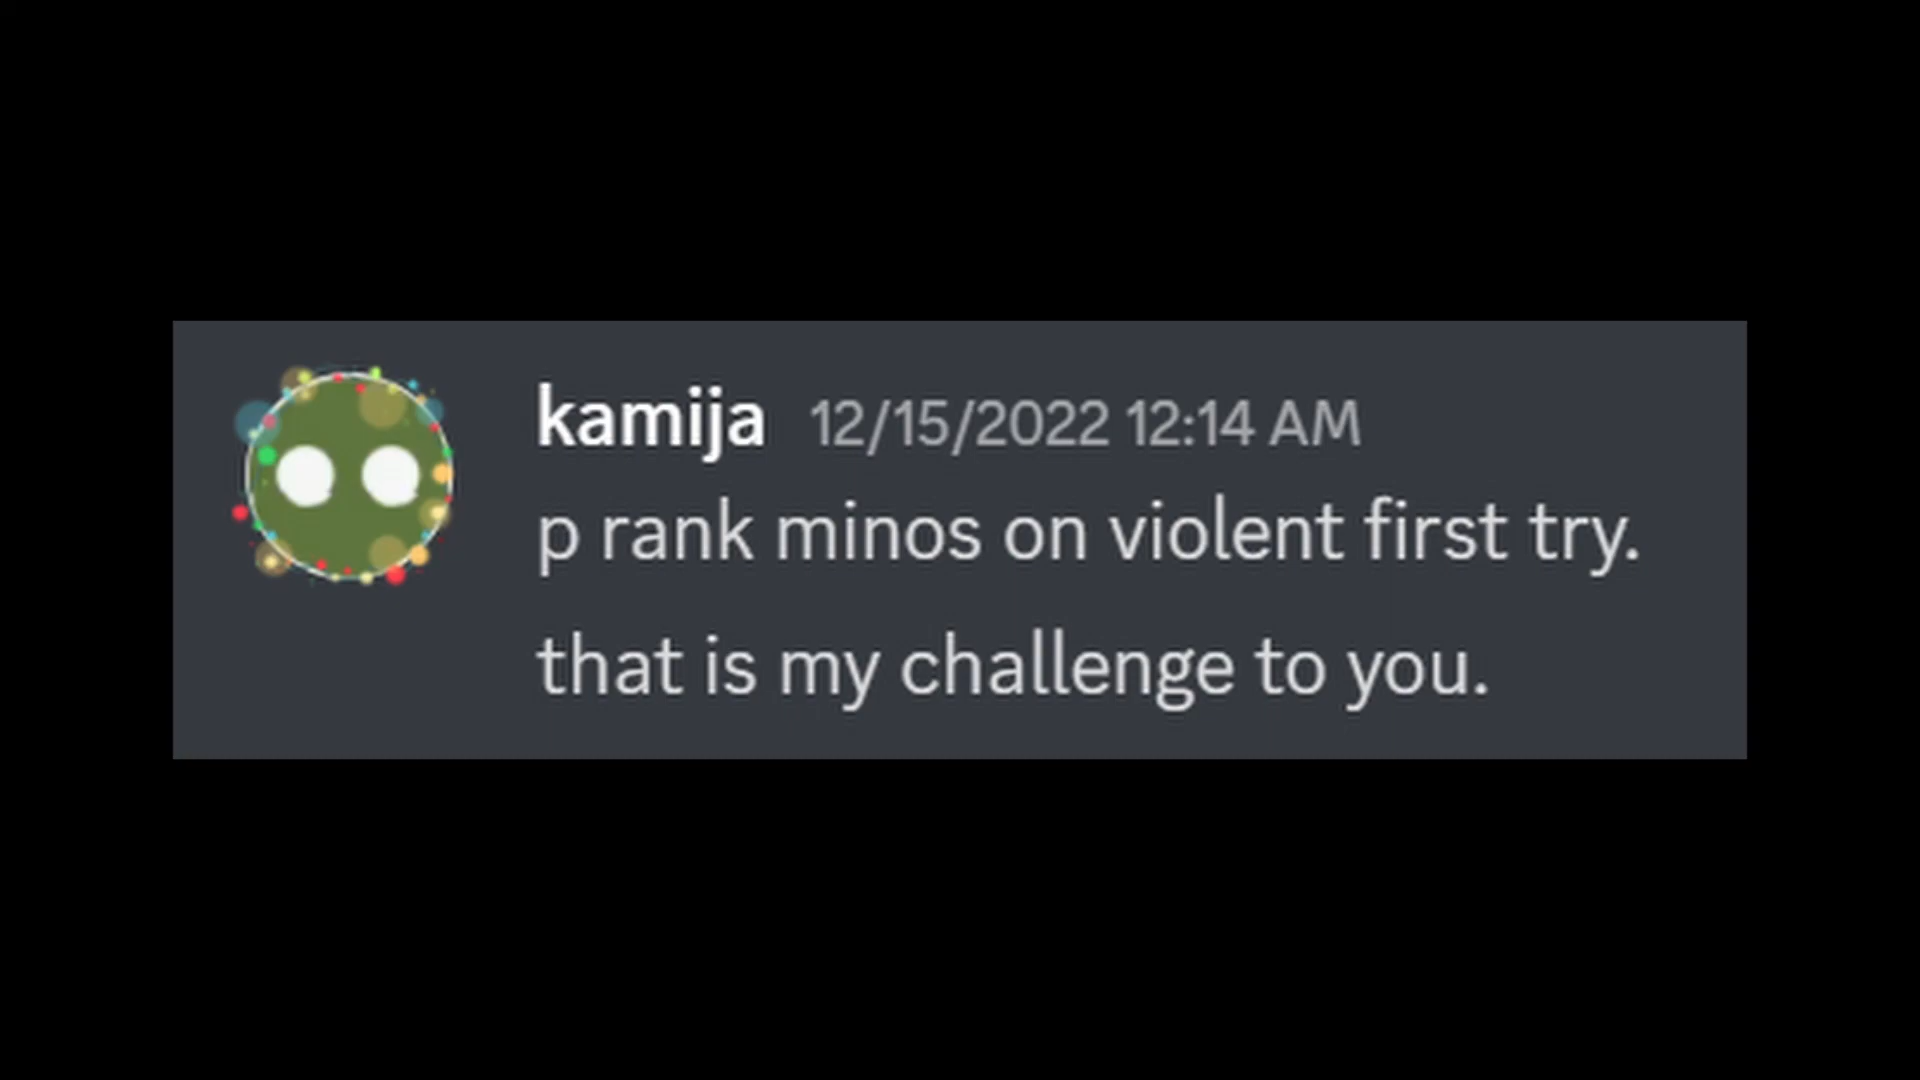 kamija 12/15/2022 12:14 AM
p rank minos on violent first try.
that is my challenge to you.